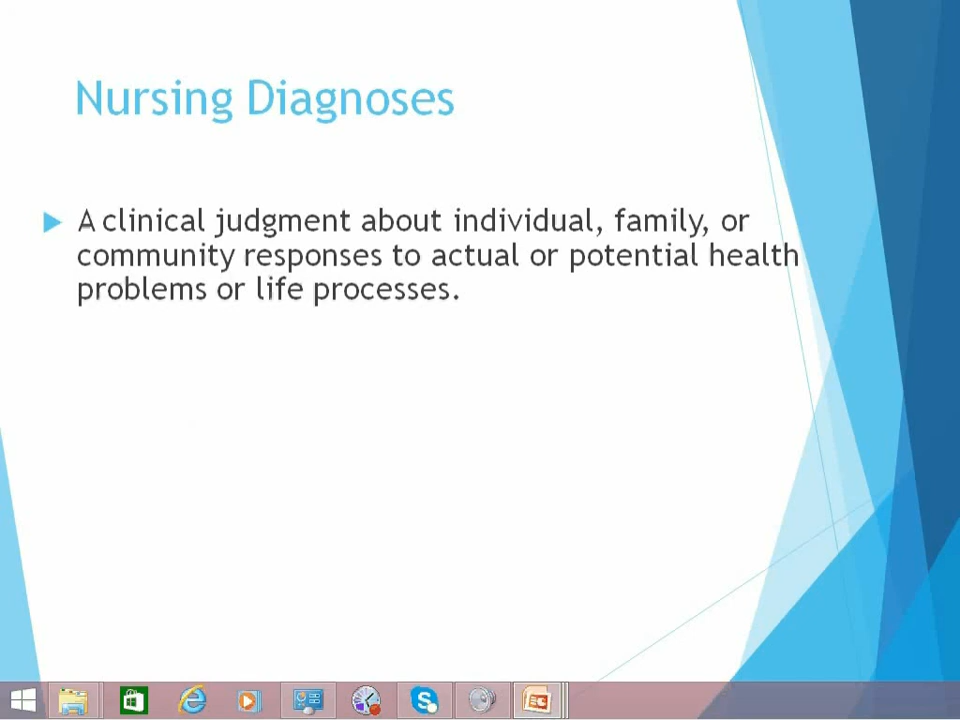 Nursing Diagnoses
A clinical judgment about individual, family, or
community responses to actual or potential health
problems or life processes.